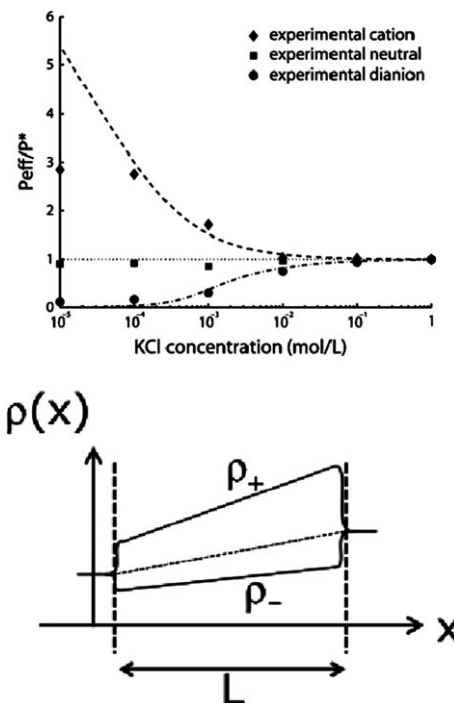 6
5
4
3
2
1
0
Peff/P*
experimental cation
experimental neutral
experimental dianion
10⁻⁵ 10⁻⁴ 10⁻³ 10⁻² 10⁻¹ 1
KCl concentration (mol/L)
ρ(x)
ρ₊
ρ₋
x
L